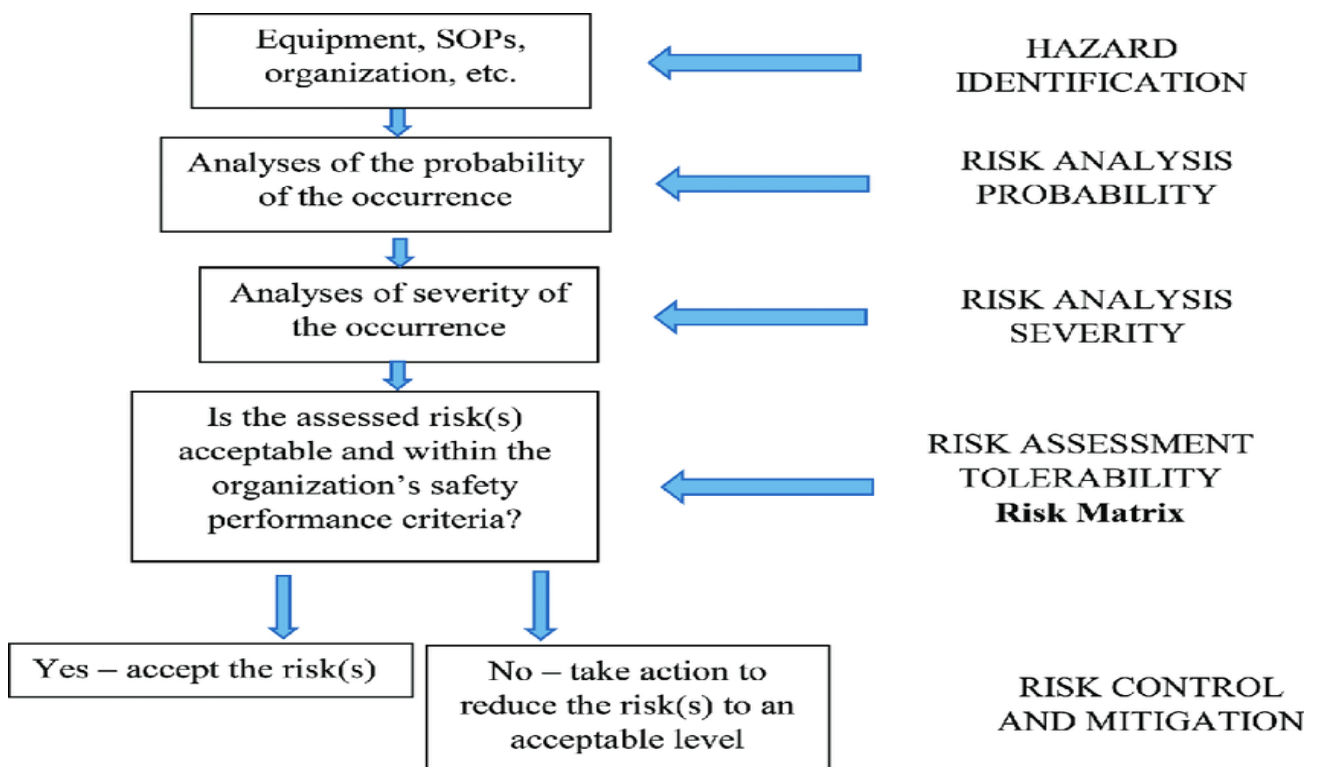 Equipment, SOPs,
organization, etc.
HAZARD
IDENTIFICATION
Analyses of the probability
of the occurrence
RISK ANALYSIS
PROBABILITY
Analyses of severity of
the occurrence
RISK ANALYSIS
SEVERITY
Is the assessed risk(s)
acceptable and within the
organization’s safety
performance criteria?
RISK ASSESSMENT
TOLERABILITY
Risk Matrix
Yes – accept the risk(s)
No – take action to
reduce the risk(s) to an
acceptable level
RISK CONTROL
AND MITIGATION